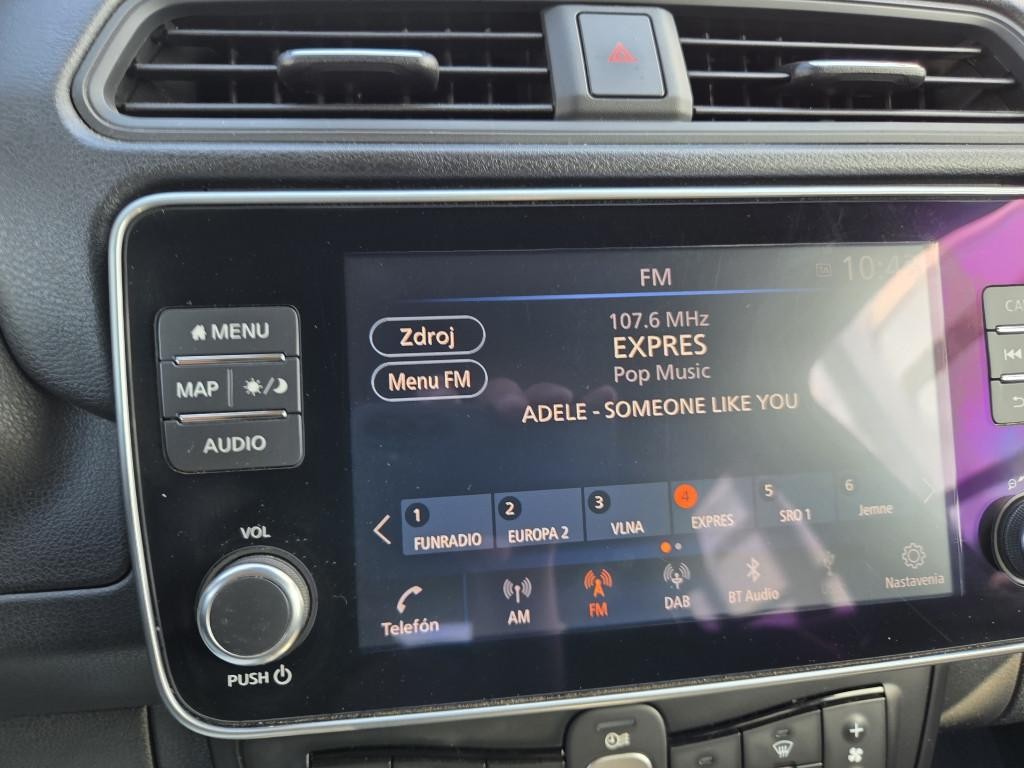 FM
TA
107.6 MHz
Zdroj
EXPRES
Menu FM
Pop Music
ADELE - SOMEONE LIKE YOU
1 2 3 4 5 6
FUNRADIO EUROPA 2 VLNA EXPRES SRO 1 Jemne
Telefón AM FM DAB BT Audio Nastavenia
MENU
MAP
AUDIO
VOL
PUSH